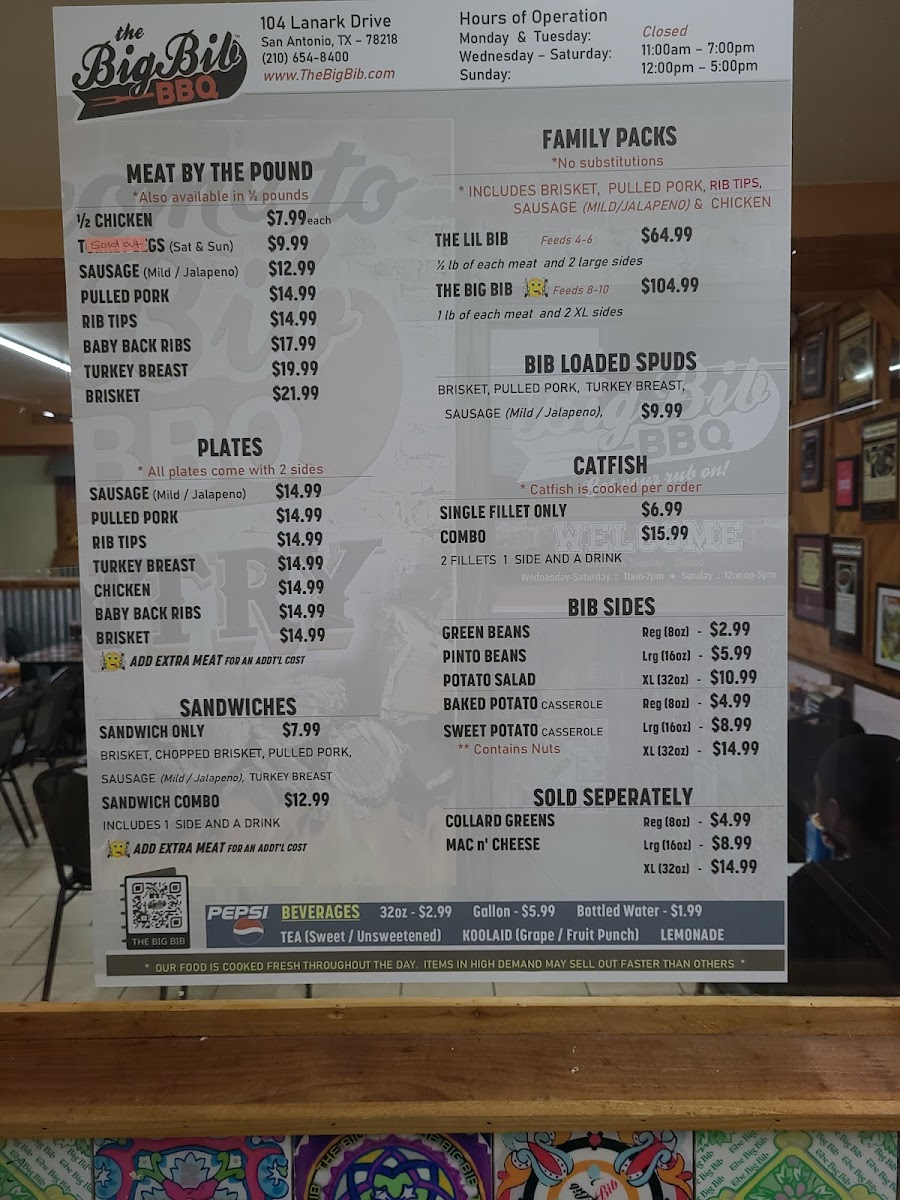 the
Big Bib
BBQ
104 Lanark Drive
San Antonio, TX – 78218
(210) 654-8400
www.TheBigBib.com
Hours of Operation
Monday & Tuesday: Closed
Wednesday – Saturday: 11:00am – 7:00pm
Sunday: 12:00pm – 5:00pm
MEAT BY THE POUND
*Also available in ½ pounds
½ CHICKEN $7.99 each
Sold out GS (Sat & Sun) $9.99
SAUSAGE (Mild / Jalapeno) $12.99
PULLED PORK $14.99
RIB TIPS $14.99
BABY BACK RIBS $17.99
TURKEY BREAST $19.99
BRISKET $21.99
PLATES
* All plates come with 2 sides
SAUSAGE (Mild / Jalapeno) $14.99
PULLED PORK $14.99
RIB TIPS $14.99
TURKEY BREAST $14.99
CHICKEN $14.99
BABY BACK RIBS $14.99
BRISKET $14.99
ADD EXTRA MEAT FOR AN ADDT'L COST
SANDWICHES
SANDWICH ONLY $7.99
BRISKET, CHOPPED BRISKET, PULLED PORK,
SAUSAGE (Mild / Jalapeno), TURKEY BREAST
SANDWICH COMBO $12.99
INCLUDES 1 SIDE AND A DRINK
ADD EXTRA MEAT FOR AN ADDT'L COST
FAMILY PACKS
*No substitutions
* INCLUDES BRISKET, PULLED PORK, RIB TIPS,
SAUSAGE (MILD/JALAPENO) & CHICKEN
THE LIL BIB Feeds 4-6 $64.99
½ lb of each meat and 2 large sides
THE BIG BIB Feeds 8-10 $104.99
1 lb of each meat and 2 XL sides
BIB LOADED SPUDS
BRISKET, PULLED PORK, TURKEY BREAST,
SAUSAGE (Mild / Jalapeno), $9.99
CATFISH
* Catfish is cooked per order
SINGLE FILLET ONLY $6.99
COMBO $15.99
2 FILLETS 1 SIDE AND A DRINK
WELCOME
Wednesday-Saturday : 11am-7pm • Sunday : 12noon-5pm
BIB SIDES
GREEN BEANS Reg (8oz) - $2.99
PINTO BEANS Lrg (16oz) - $5.99
POTATO SALAD XL (32oz) - $10.99
BAKED POTATO CASSEROLE Reg (8oz) - $4.99
SWEET POTATO CASSEROLE Lrg (16oz) - $8.99
** Contains Nuts XL (32oz) - $14.99
SOLD SEPERATELY
COLLARD GREENS Reg (8oz) - $4.99
MAC n' CHEESE Lrg (16oz) - $8.99
XL (32oz) - $14.99
THE BIG BIB
PEPSI BEVERAGES 32oz - $2.99 Gallon - $5.99 Bottled Water - $1.99
TEA (Sweet / Unsweetened) KOOLAID (Grape / Fruit Punch) LEMONADE
* OUR FOOD IS COOKED FRESH THROUGHOUT THE DAY. ITEMS IN HIGH DEMAND MAY SELL OUT FASTER THAN OTHERS *